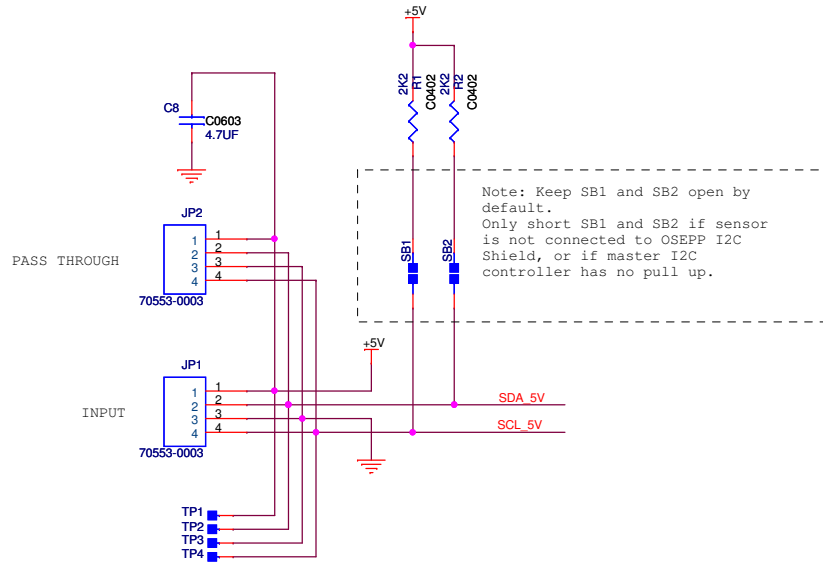 +5V
2K2
R1
C0402
2K2
R2
C0402
C8
C0603
4.7UF
Note: Keep SB1 and SB2 open by
default.
Only short SB1 and SB2 if sensor
is not connected to OSEPP I2C
Shield, or if master I2C
controller has no pull up.
SB1
SB2
JP2
PASS THROUGH
1 1
2 2
3 3
4 4
70553-0003
+5V
JP1
INPUT
1 1
2 2
3 3
4 4
70553-0003
SDA_5V
SCL_5V
TP1
TP2
TP3
TP4